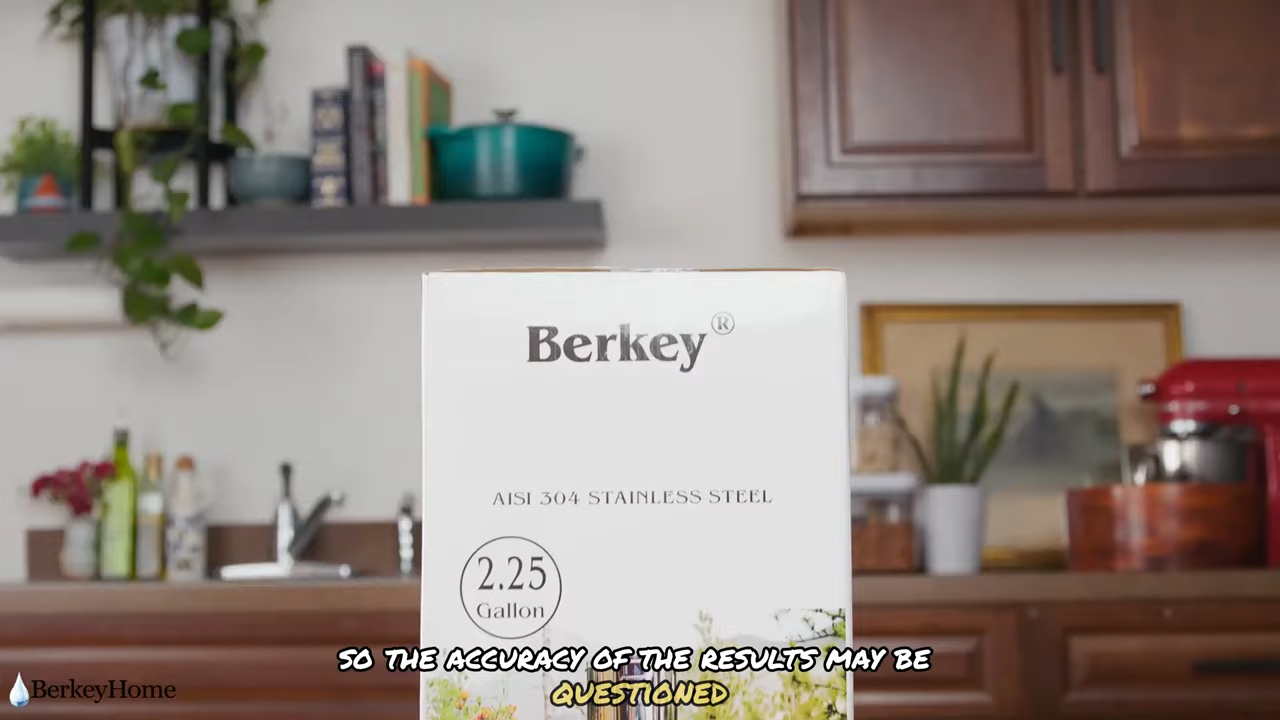 Berkey®
AISI 304 STAINLESS STEEL
2.25
Gallon
SO THE ACCURACY OF THE RESULTS MAY BE
QUESTIONED
BerkeyHome